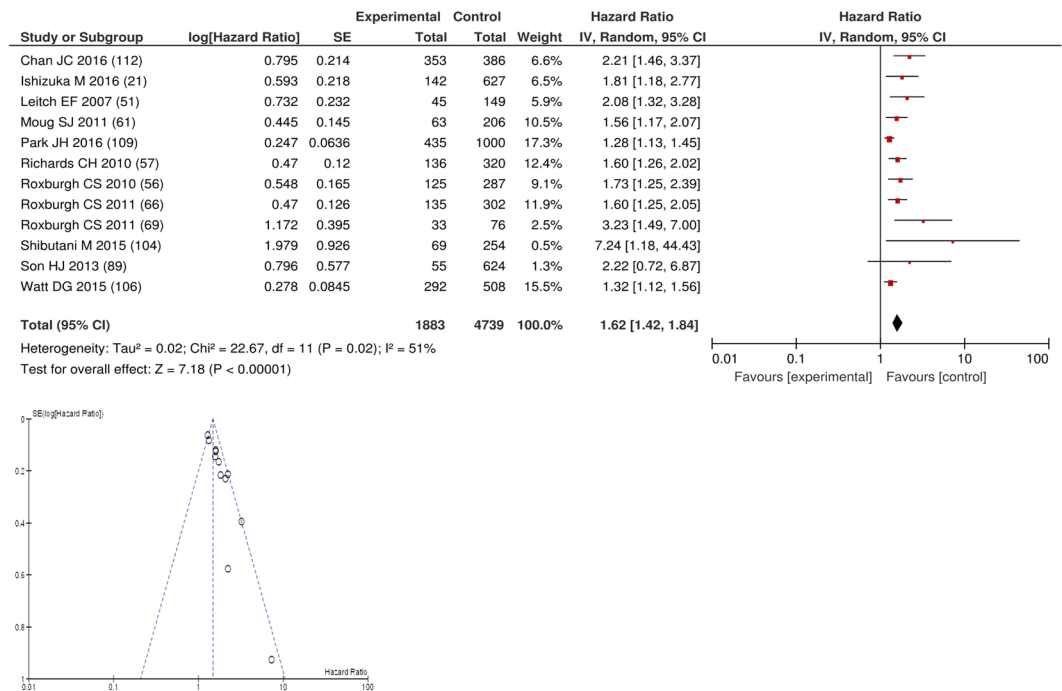 Experimental Control Hazard Ratio Hazard Ratio
Study or Subgroup log[Hazard Ratio] SE Total Total Weight IV, Random, 95% CI IV, Random, 95% CI
Chan JC 2016 (112) 0.795 0.214 353 386 6.6% 2.21 [1.46, 3.37]
Ishizuka M 2016 (21) 0.593 0.218 142 627 6.5% 1.81 [1.18, 2.77]
Leitch EF 2007 (51) 0.732 0.232 45 149 5.9% 2.08 [1.32, 3.28]
Moug SJ 2011 (61) 0.445 0.145 63 206 10.5% 1.56 [1.17, 2.07]
Park JH 2016 (109) 0.247 0.0636 435 1000 17.3% 1.28 [1.13, 1.45]
Richards CH 2010 (57) 0.47 0.12 136 320 12.4% 1.60 [1.26, 2.02]
Roxburgh CS 2010 (56) 0.548 0.165 125 287 9.1% 1.73 [1.25, 2.39]
Roxburgh CS 2011 (66) 0.47 0.126 135 302 11.9% 1.60 [1.25, 2.05]
Roxburgh CS 2011 (69) 1.172 0.395 33 76 2.5% 3.23 [1.49, 7.00]
Shibutani M 2015 (104) 1.979 0.926 69 254 0.5% 7.24 [1.18, 44.43]
Son HJ 2013 (89) 0.796 0.577 55 624 1.3% 2.22 [0.72, 6.87]
Watt DG 2015 (106) 0.278 0.0845 292 508 15.5% 1.32 [1.12, 1.56]
Total (95% CI) 1883 4739 100.0% 1.62 [1.42, 1.84]
Heterogeneity: Tau² = 0.02; Chi² = 22.67, df = 11 (P = 0.02); I² = 51%
Test for overall effect: Z = 7.18 (P < 0.00001)
0.01 0.1 1 10 100
Favours [experimental] Favours [control]
SE(log[Hazard Ratio])
0
0.2
0.4
0.6
0.8
1
Hazard Ratio
0.01 0.1 1 10 100